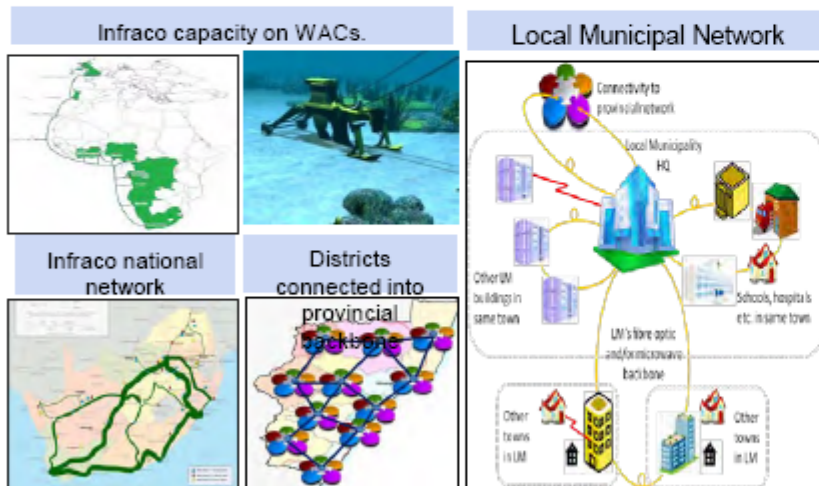 Infraco capacity on WACs.
Infraco national
network
Districts
connected into
provincial
backbone
Local Municipal Network
Connectivity to
provincial network
Local Municipality
HQ
Other LM
buildings in
same town
Schools, hospitals
etc. in same town
LM's fibre optic
and/or microwave
backbone
Other
towns
in LM
Other
towns
in LM